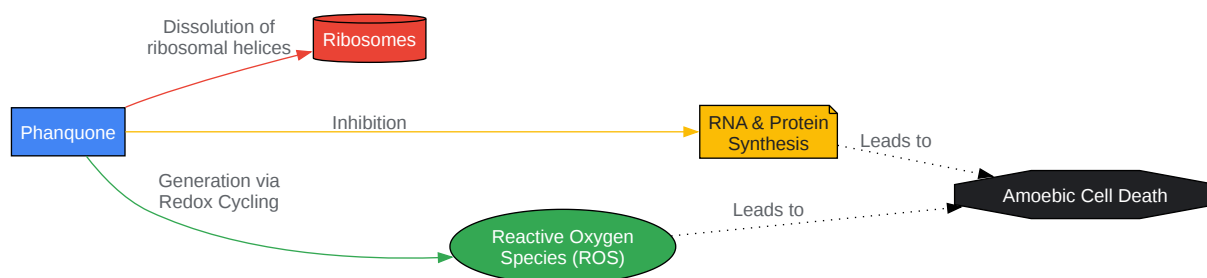 Dissolution of
ribosomal helices
Ribosomes
Phanquone
Inhibition
RNA & Protein
Synthesis
Leads to
Generation via
Redox Cycling
Amoebic Cell Death
Leads to
Reactive Oxygen
Species (ROS)